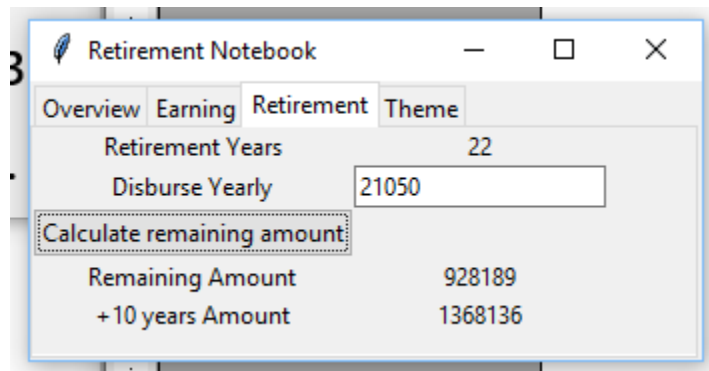 3
Retirement Notebook
Overview Earning Retirement Theme
Retirement Years 22
Disburse Yearly 21050
Calculate remaining amount
Remaining Amount 928189
+10 years Amount 1368136